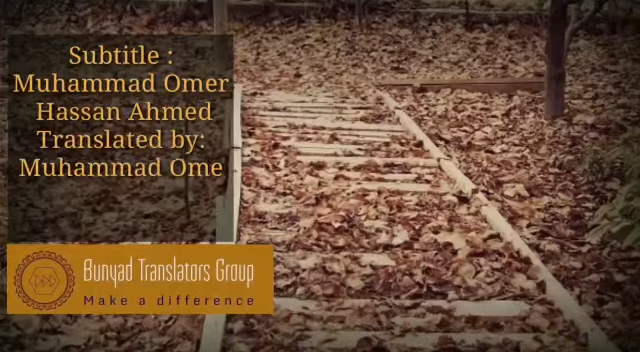 Subtitle :
Muhammad Omer
Hassan Ahmed
Translated by:
Muhammad Ome
Bunyad Translators Group
Make a difference